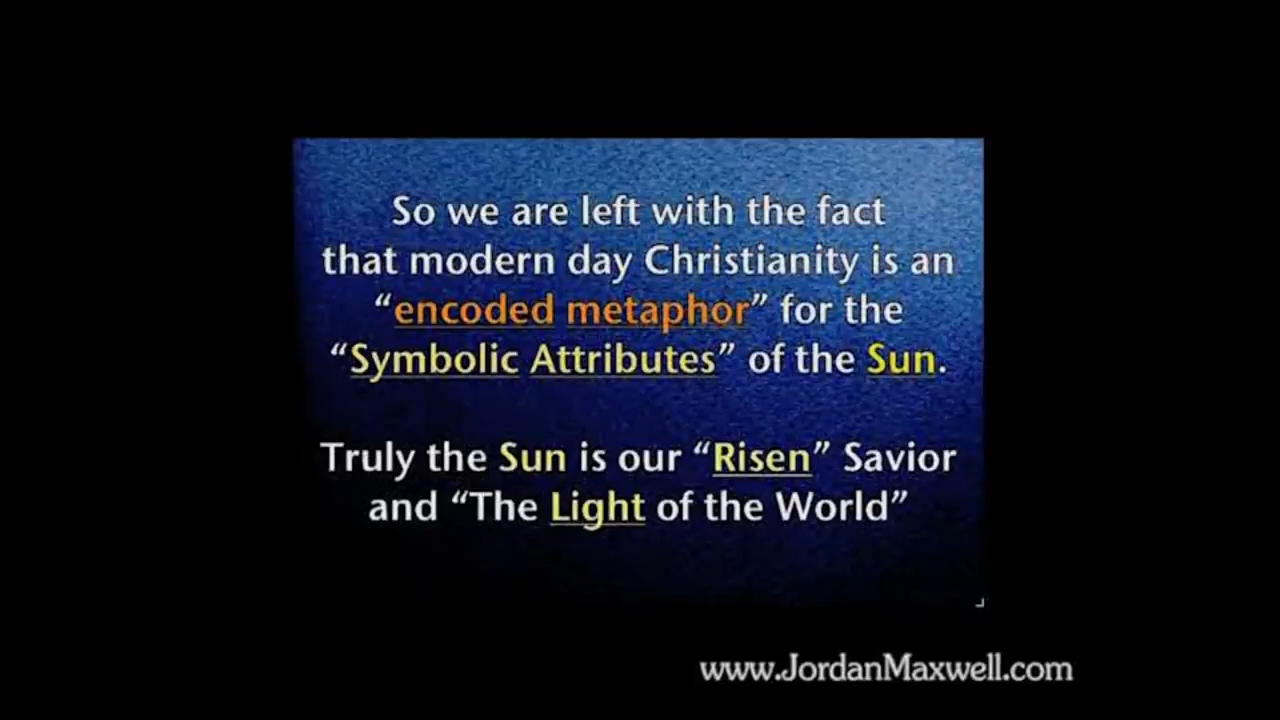 So we are left with the fact
that modern day Christianity is an
“encoded metaphor” for the
“Symbolic Attributes” of the Sun.
Truly the Sun is our “Risen” Savior
and “The Light of the World”
www.JordanMaxwell.com